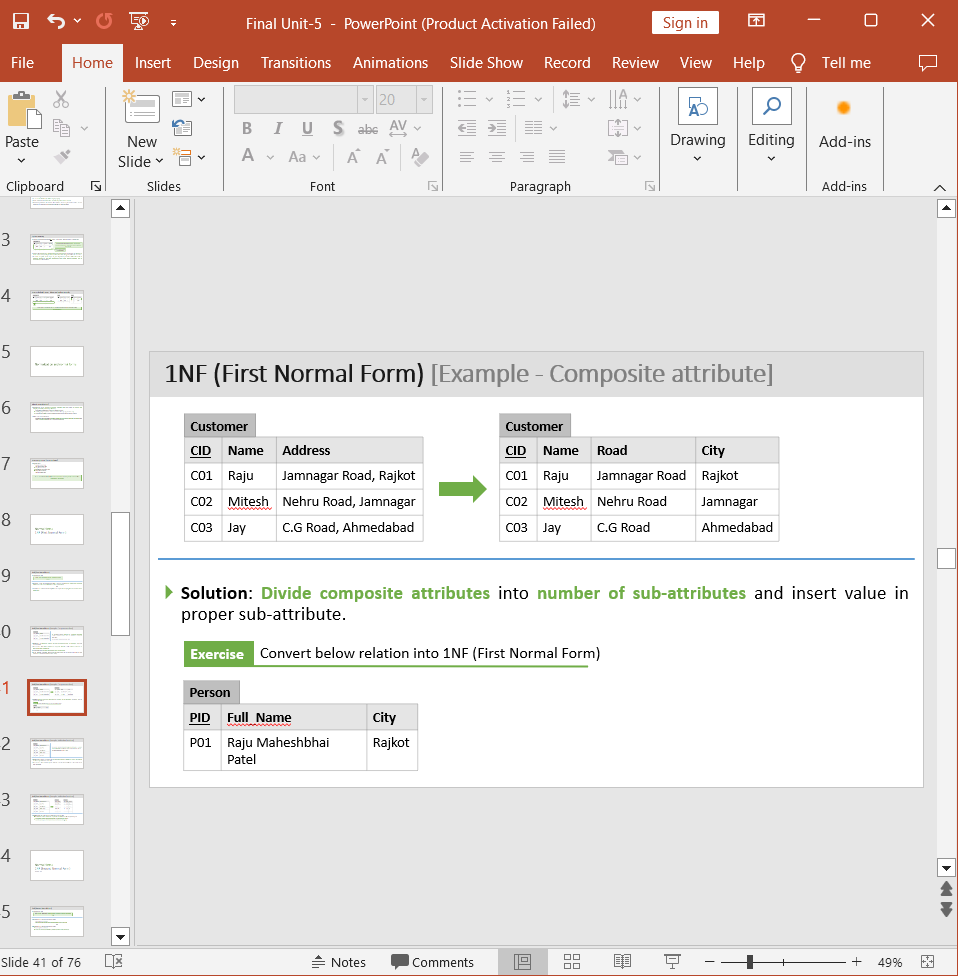 Final Unit-5 - PowerPoint (Product Activation Failed)
Sign in
File Home Insert Design Transitions Animations Slide Show Record Review View Help Tell me
20
B I U S abc AV
A Aa A A A
Paste
New
Slide
Drawing
Editing
Add-ins
Clipboard Slides Font Paragraph Add-ins
3
4
5
6
7
8
9
0
1
2
3
4
5
1NF (First Normal Form) [Example - Composite attribute]
Customer
CID Name Address
C01 Raju Jamnagar Road, Rajkot
C02 Mitesh Nehru Road, Jamnagar
C03 Jay C.G Road, Ahmedabad
Customer
CID Name Road City
C01 Raju Jamnagar Road Rajkot
C02 Mitesh Nehru Road Jamnagar
C03 Jay C.G Road Ahmedabad
Solution: Divide composite attributes into number of sub-attributes and insert value in
proper sub-attribute.
Exercise Convert below relation into 1NF (First Normal Form)
Person
PID Full_Name City
P01 Raju Maheshbhai Rajkot
Patel
Slide 41 of 76 Notes Comments 49%